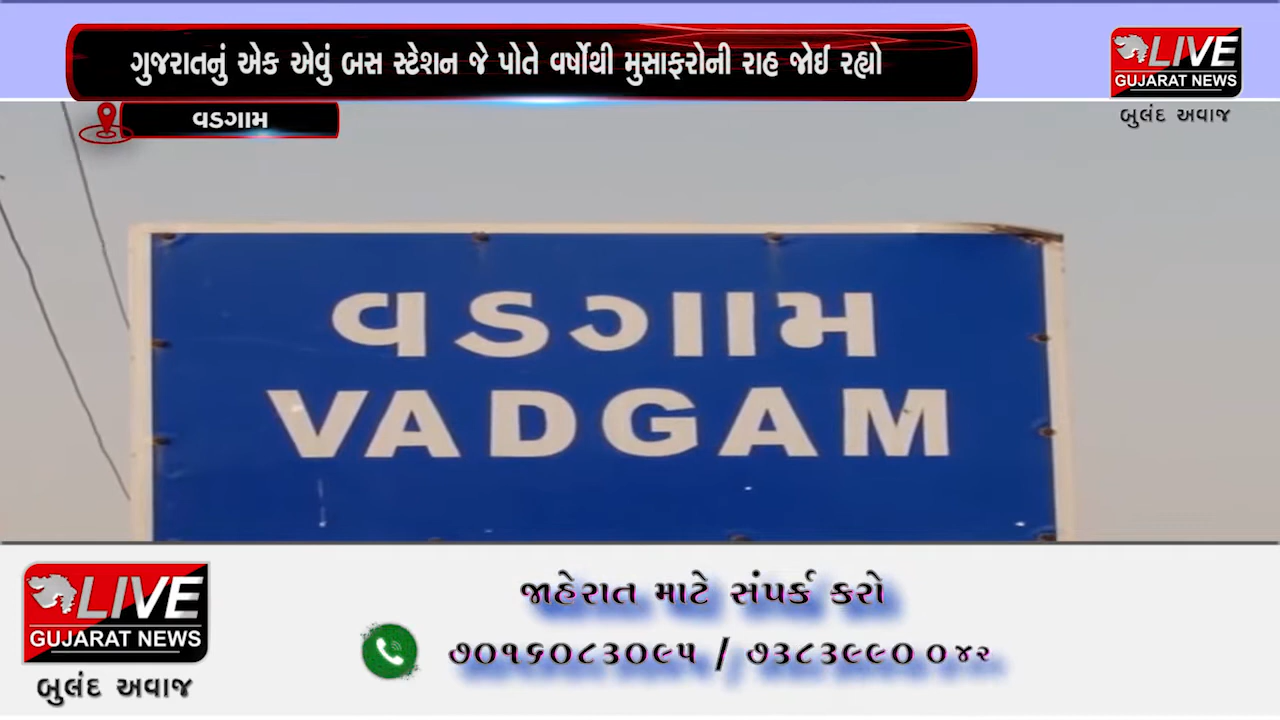 ગુજરાતનું એક એવું બસ સ્ટેશન જે પોતે વર્ષોથી મુસાફરોની રાહ જોઈ રહ્યો
LIVE
GUJARAT NEWS
બુલંદ અવાજ
વડગામ
વડગામ
VADGAM
LIVE
GUJARAT NEWS
બુલંદ અવાજ
જાહેરાત માટે સંપર્ક કરો
૭૦૧૬૦૮૩૦૯૫ / ૭૩૮૩૯૯૦૦૪૨